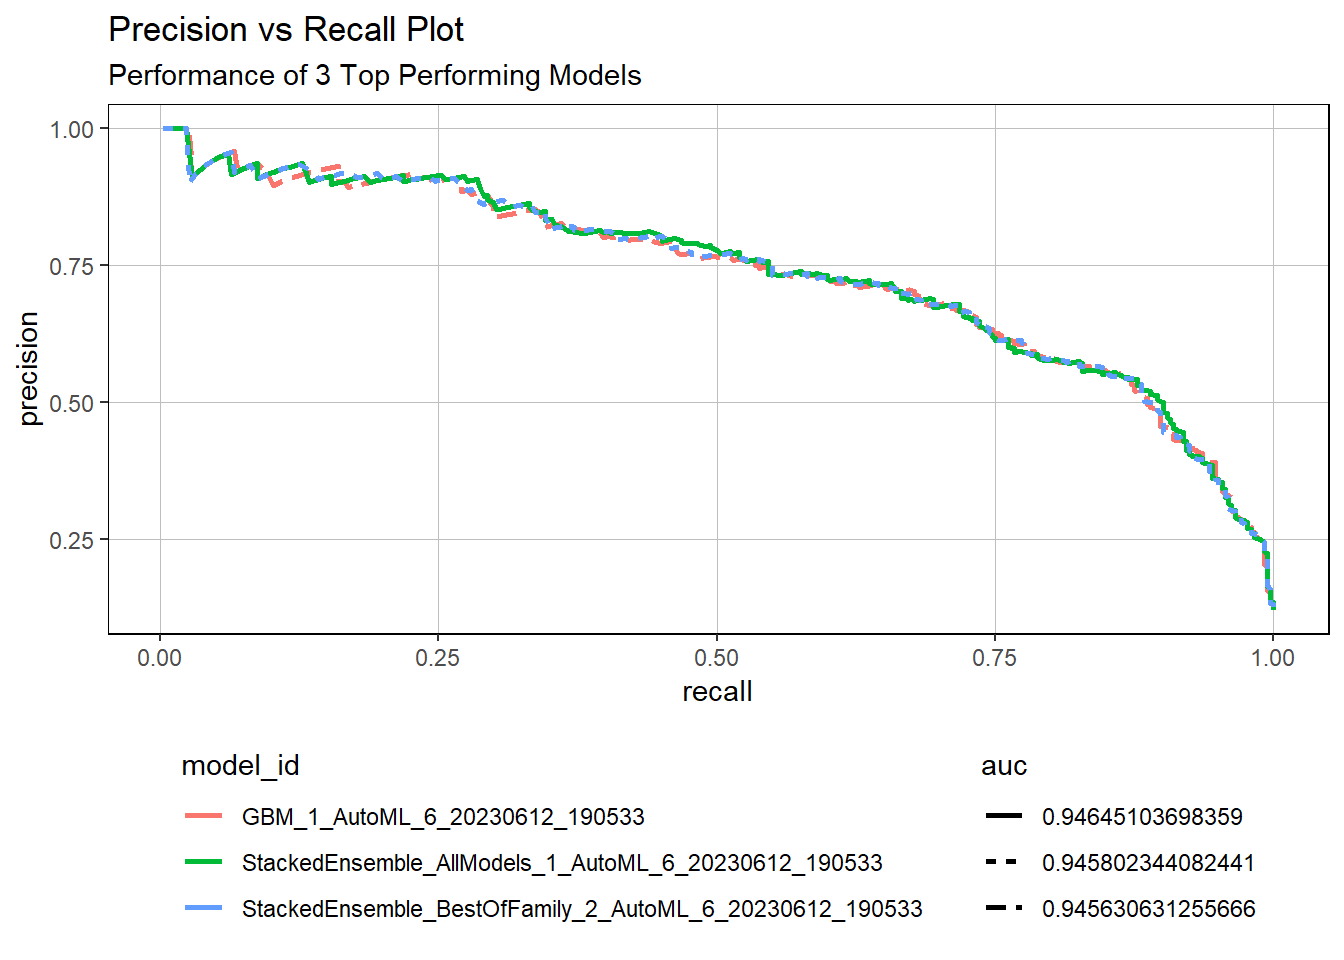 Precision vs Recall Plot
Performance of 3 Top Performing Models
1.00
0.75
0.50
0.25
precision
0.00 0.25 0.50 0.75 1.00
recall
model_id
GBM_1_AutoML_6_20230612_190533
StackedEnsemble_AllModels_1_AutoML_6_20230612_190533
StackedEnsemble_BestOfFamily_2_AutoML_6_20230612_190533
auc
0.94645103698359
0.945802344082441
0.945630631255666